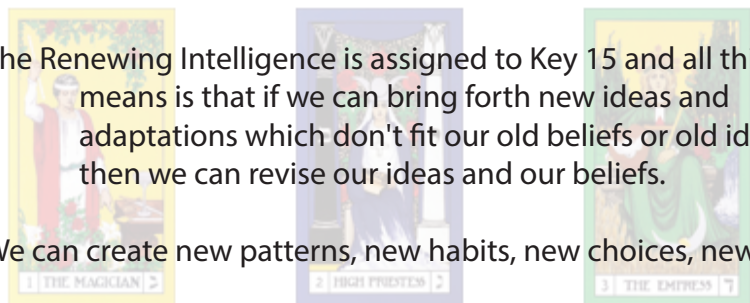 he Renewing Intelligence is assigned to Key 15 and all th
means is that if we can bring forth new ideas and
adaptations which don't fit our old beliefs or old id
then we can revise our ideas and our beliefs.
We can create new patterns, new habits, new choices, new
1 THE MAGICIAN ב
2 HIGH PRIESTESS ג
3 THE EMPRESS ד